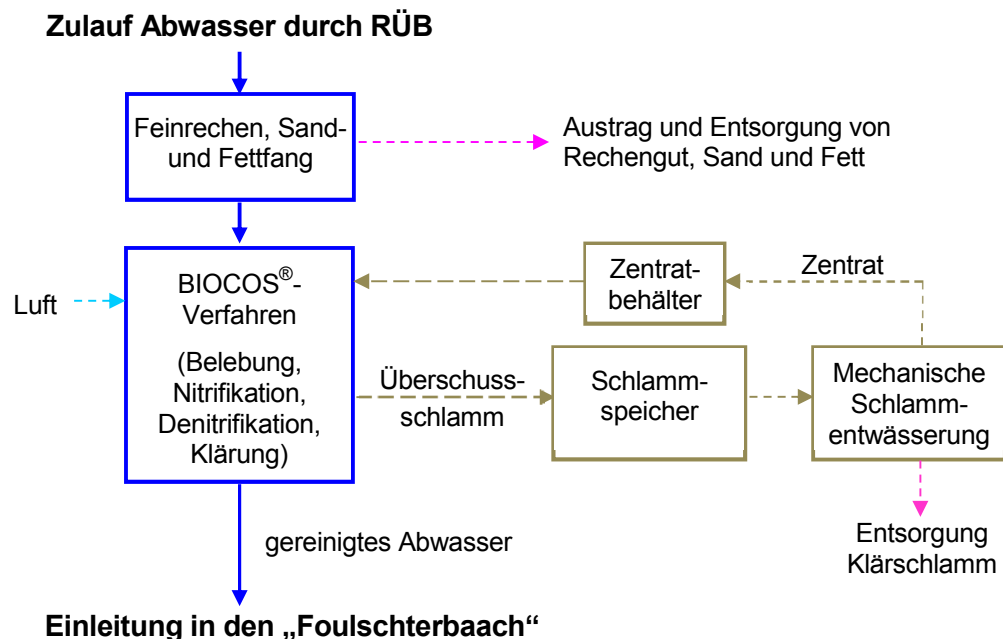 Zulauf Abwasser durch RÜB
Feinrechen, Sand-
und Fettfang
Austrag und Entsorgung von
Rechengut, Sand und Fett
Luft
BIOCOS®-
Verfahren
(Belebung,
Nitrifikation,
Denitrifikation,
Klärung)
Zentrat-
behälter
Zentrat
Überschuss-
schlamm
Schlamm-
speicher
Mechanische
Schlamm-
entwässerung
Entsorgung
Klärschlamm
gereinigtes Abwasser
Einleitung in den „Foulschterbaach“